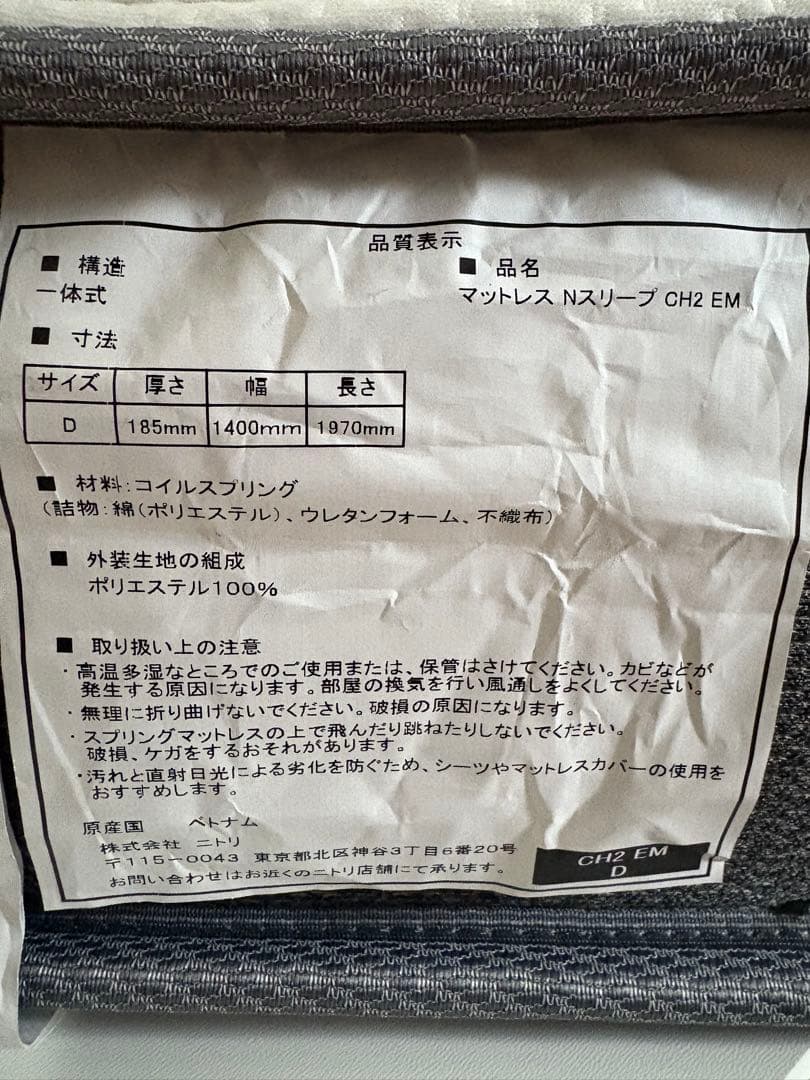 品質表示
■ 構造
一体式
■ 品名
マットレス Nスリープ CH2 EM
■ 寸法
サイズ 厚さ 幅 長さ
D 185mm 1400mm 1970mm
■ 材料:コイルスプリング
(詰物:綿(ポリエステル)、ウレタンフォーム、不織布)
■ 外装生地の組成
ポリエステル100%
■ 取り扱い上の注意
・高温多湿なところでのご使用または、保管はさけてください。カビなどが
発生する原因になります。部屋の換気を行い風通しをよくしてください。
・無理に折り曲げないでください。破損の原因になります。
・スプリングマットレスの上で飛んだり跳ねたりしないでください。
破損、ケガをするおそれがあります。
・汚れと直射日光による劣化を防ぐため、シーツやマットレスカバーの使用を
おすすめします。
原産国 ベトナム
株式会社 ニトリ
〒115-0043 東京都北区神谷3丁目6番20号
お問い合わせはお近くのニトリ店舗にて承ります。
CH2 EM
D